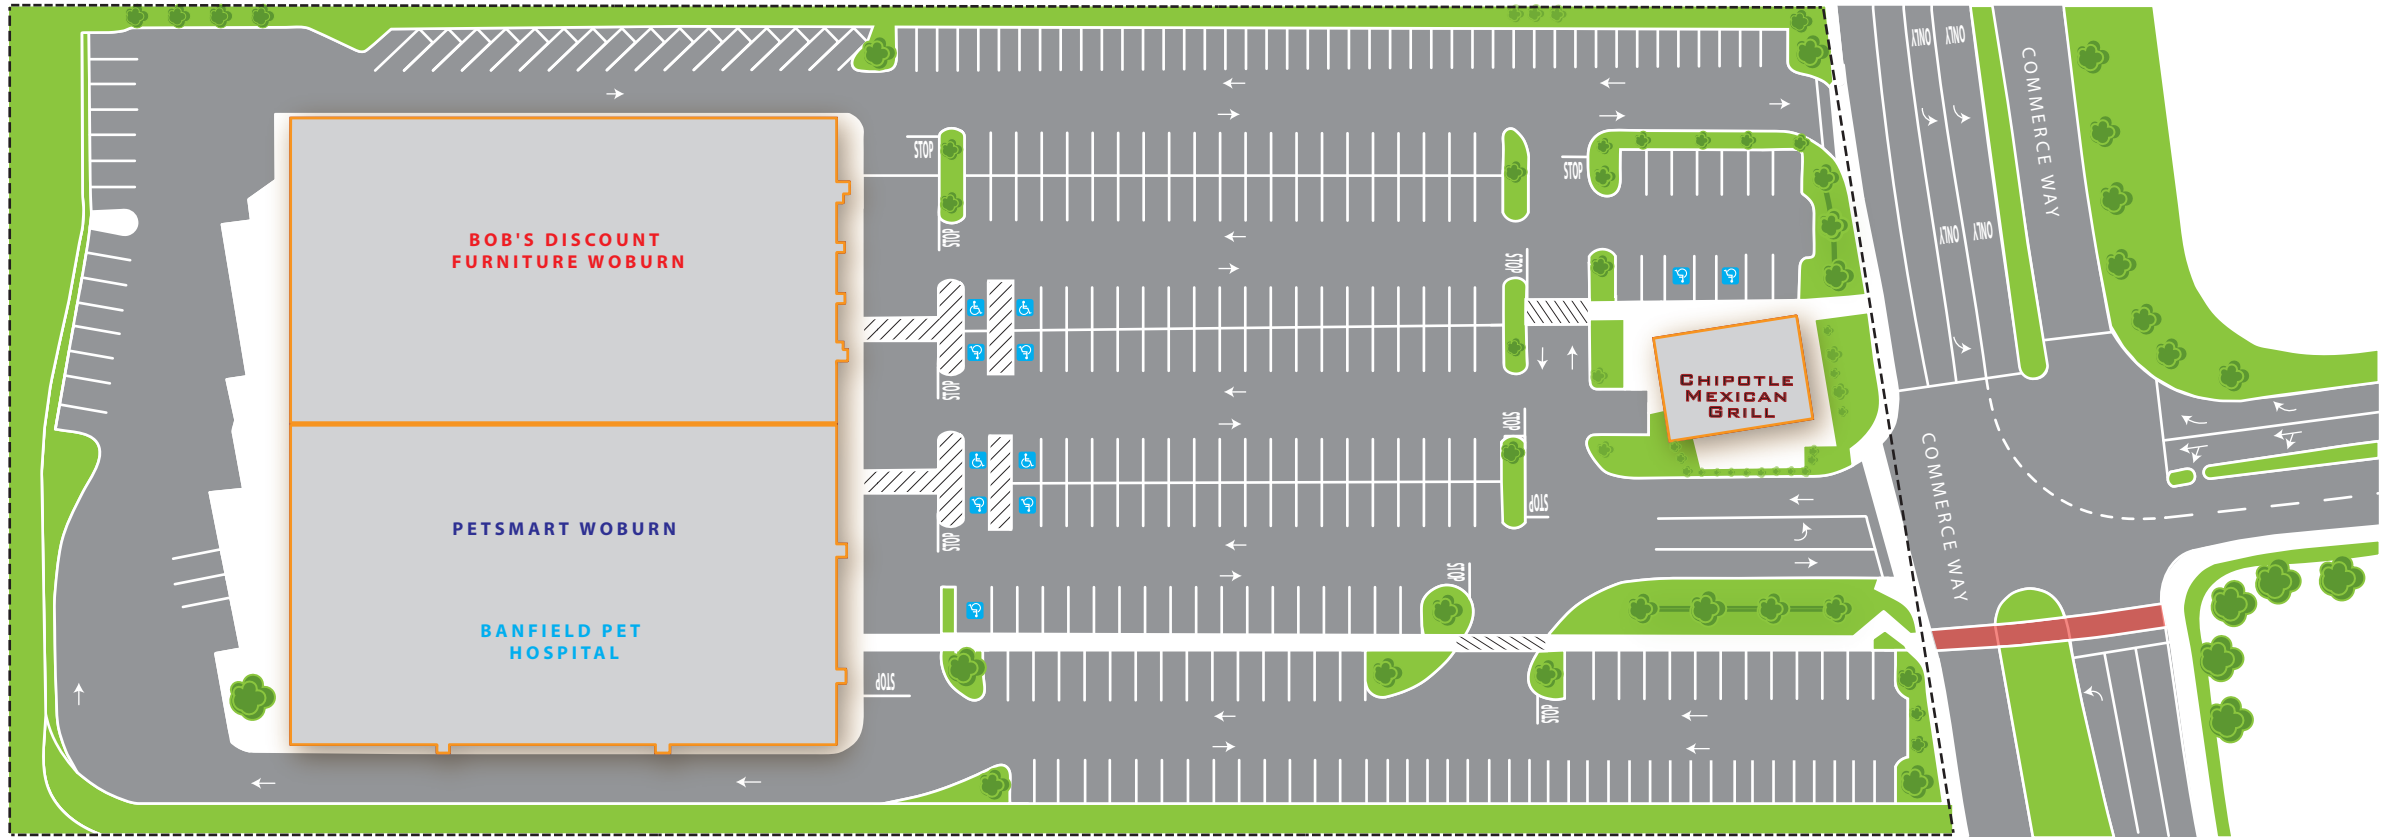 ONLY
ONLY
COMMERCE WAY
STOP
STOP
STOP
ONLY
ONLY
BOB'S DISCOUNT
FURNITURE WOBURN
STOP
STOP
CHIPOTLE
MEXICAN
GRILL
STOP
COMMERCE WAY
STOP
PETSMART WOBURN
STOP
STOP
BANFIELD PET
HOSPITAL
STOP
STOP